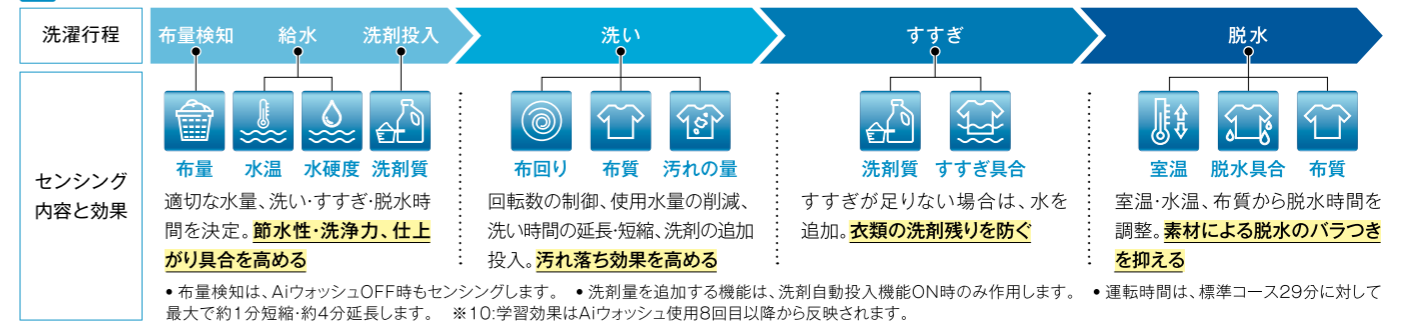 洗濯行程
布量検知 給水 洗剤投入 洗い すすぎ 脱水
センシング
内容と効果
布量 水温 水硬度 洗剤質
適切な水量、洗い・すすぎ・脱水時
間を決定。節水性・洗浄力、仕上
がり具合を高める
布回り 布質 汚れの量
回転数の制御、使用水量の削減、
洗い時間の延長・短縮、洗剤の追加
投入。汚れ落ち効果を高める
洗剤質 すすぎ具合
すすぎが足りない場合は、水を
追加。衣類の洗剤残りを防ぐ
室温 脱水具合 布質
室温・水温、布質から脱水時間を
調整。素材による脱水のバラつき
を抑える
• 布量検知は、AiウォッシュOFF時もセンシングします。 • 洗剤量を追加する機能は、洗剤自動投入機能ON時のみ作用します。 • 運転時間は、標準コース29分に対して
最大で約1分短縮・約4分延長します。 ※10:学習効果はAiウォッシュ使用8回目以降から反映されます。